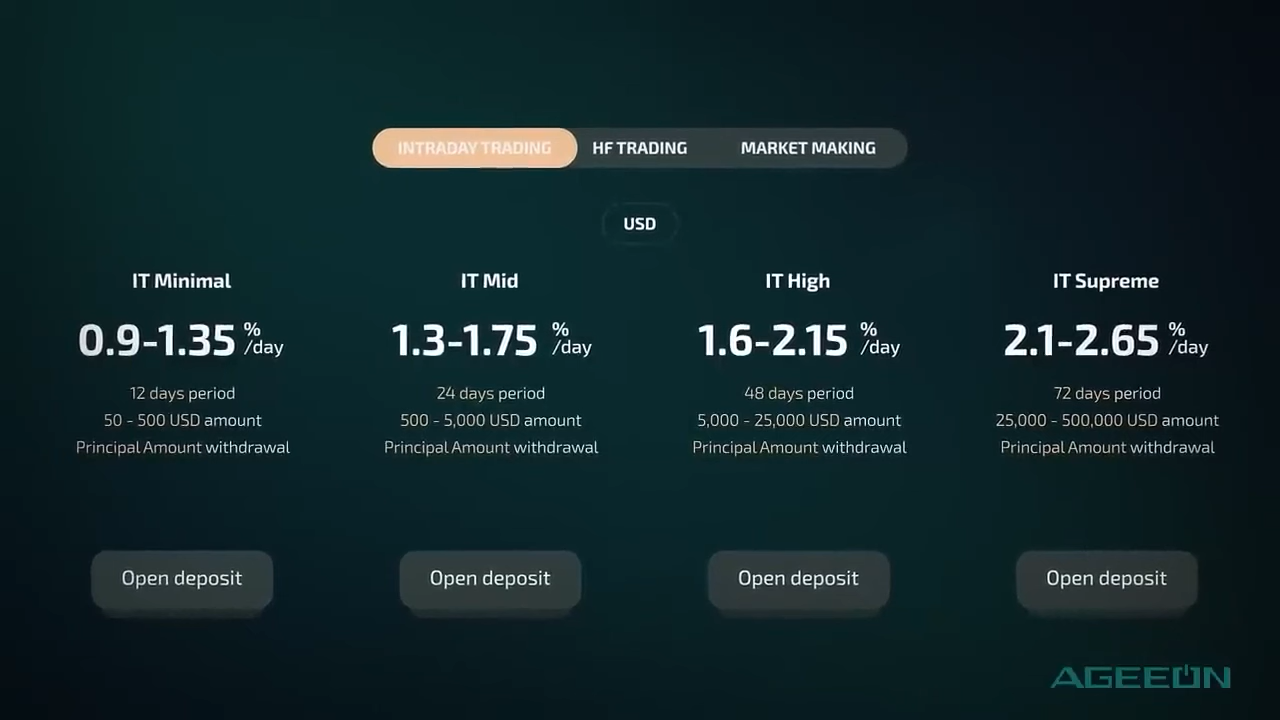 INTRADAY TRADING HF TRADING MARKET MAKING
USD
IT Minimal
0.9-1.35 % /day
12 days period
50 - 500 USD amount
Principal Amount withdrawal
Open deposit
IT Mid
1.3-1.75 % /day
24 days period
500 - 5,000 USD amount
Principal Amount withdrawal
Open deposit
IT High
1.6-2.15 % /day
48 days period
5,000 - 25,000 USD amount
Principal Amount withdrawal
Open deposit
IT Supreme
2.1-2.65 % /day
72 days period
25,000 - 500,000 USD amount
Principal Amount withdrawal
Open deposit
AGEEON